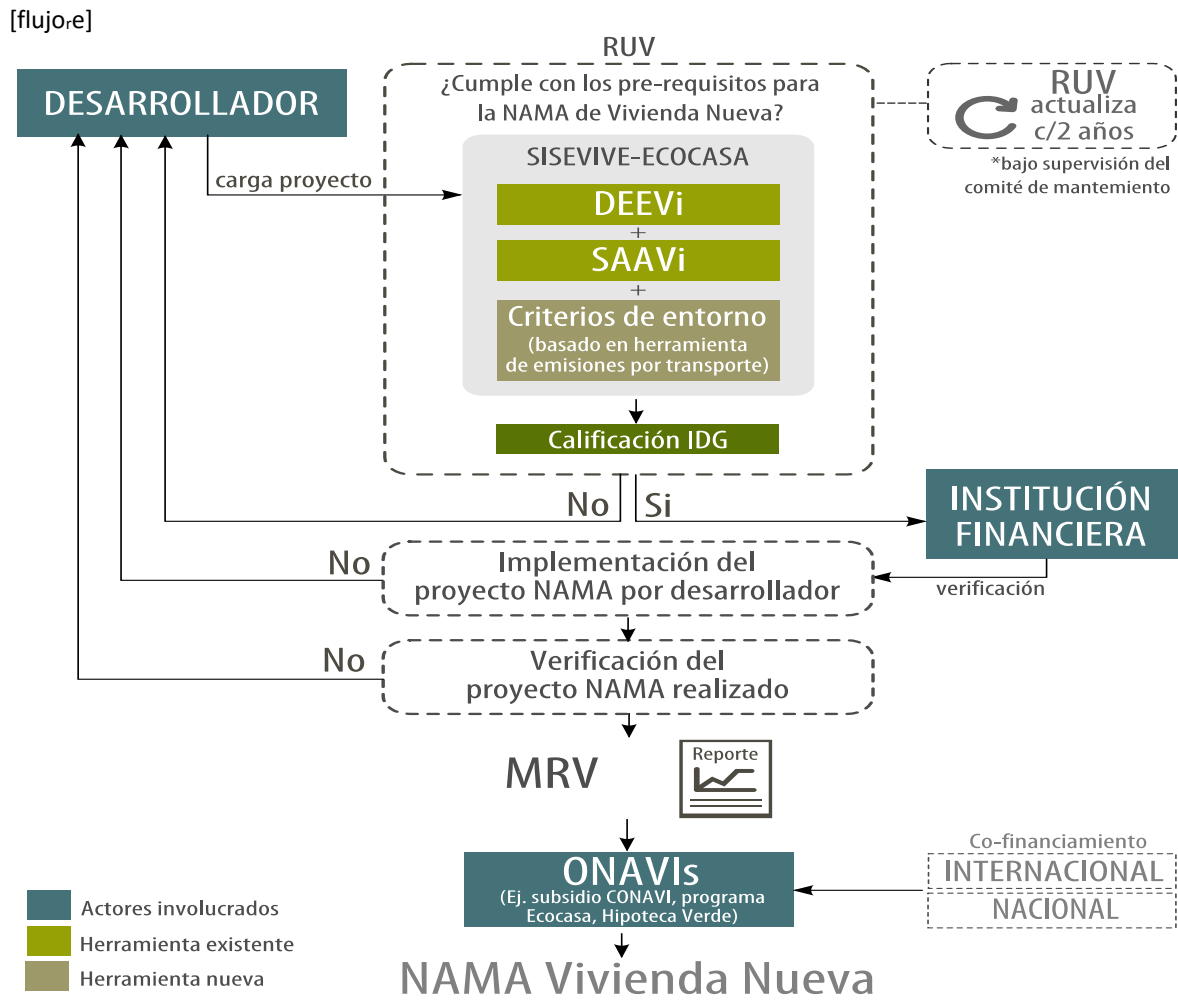 [flujore]
RUV
DESARROLLADOR
¿Cumple con los pre-requisitos para
la NAMA de Vivienda Nueva?
RUV
actualiza
c/2 años
*bajo supervisión del
comité de mantemiento
carga proyecto
SISEVIVE-ECOCASA
DEEVi
+
SAAVi
+
Criterios de entorno
(basado en herramienta
de emisiones por transporte)
Calificación IDG
No
Si
INSTITUCIÓN
FINANCIERA
verificación
No
Implementación del
proyecto NAMA por desarrollador
No
Verificación del
proyecto NAMA realizado
MRV
Reporte
ONAVIs
(Ej. subsidio CONAVI, programa
Ecocasa, Hipoteca Verde)
Co-financiamiento
INTERNACIONAL
NACIONAL
Actores involucrados
Herramienta existente
Herramienta nueva
NAMA Vivienda Nueva